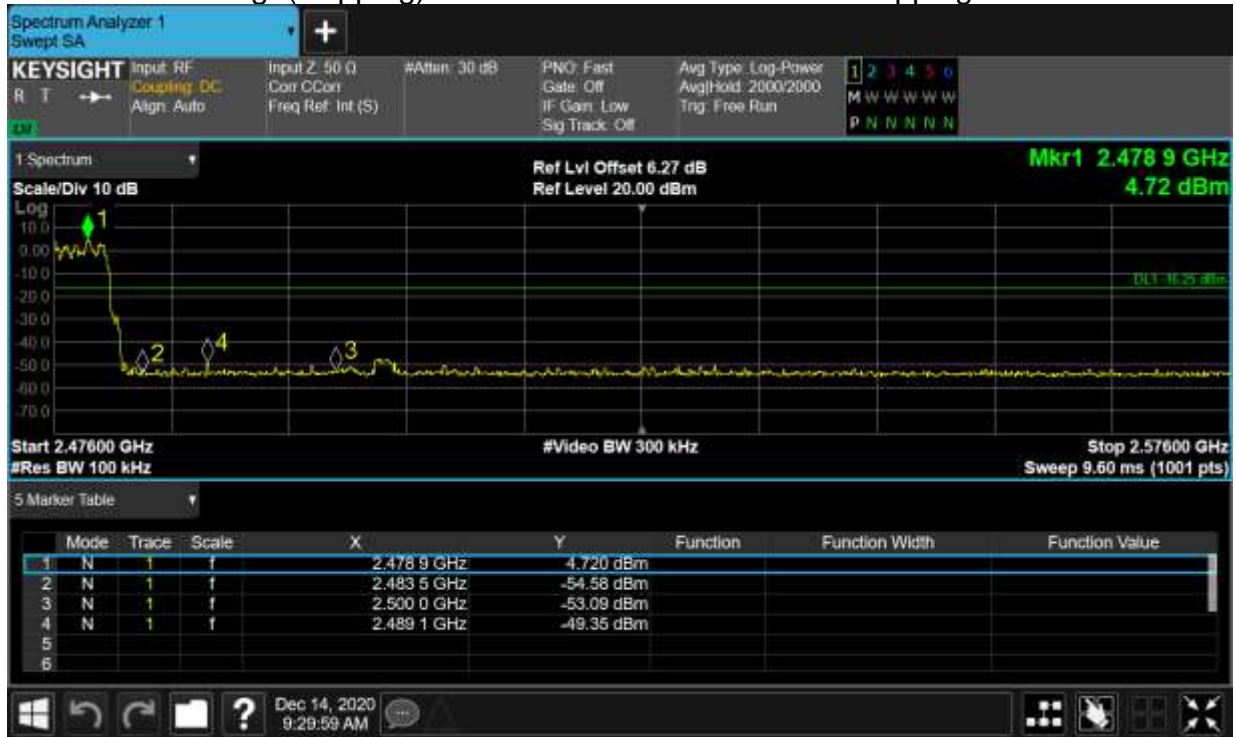 Spectrum Analyzer 1
Swept SA
+
KEYSIGHT
R T
Input: RF
Coupling: DC
Align: Auto
Input Z: 50 Ω
Corr CCorr
Freq Ref: Int (S)
#Atten: 30 dB
PNO: Fast
Gate: Off
IF Gain: Low
Sig Track: Off
Avg Type: Log-Power
Avg|Hold: 2000/2000
Trig: Free Run
1 2 3 4 5 6
M W W W W W
P N N N N N
1 Spectrum
Scale/Div 10 dB
Ref Lvl Offset 6.27 dB
Ref Level 20.00 dBm
Mkr1 2.478 9 GHz
4.72 dBm
Log
10.0
0.00
-10.0
-20.0
-30.0
-40.0
-50.0
-60.0
-70.0
1
2
4
3
DL1 -16.25 dBm
Start 2.47600 GHz
#Res BW 100 kHz
#Video BW 300 kHz
Stop 2.57600 GHz
Sweep 9.60 ms (1001 pts)
5 Marker Table
Mode Trace Scale X Y Function Function Width Function Value
1 N 1 f 2.478 9 GHz 4.720 dBm
2 N 1 f 2.483 5 GHz -54.58 dBm
3 N 1 f 2.500 0 GHz -53.09 dBm
4 N 1 f 2.489 1 GHz -49.35 dBm
5
6
?
Dec 14, 2020
9:29:59 AM